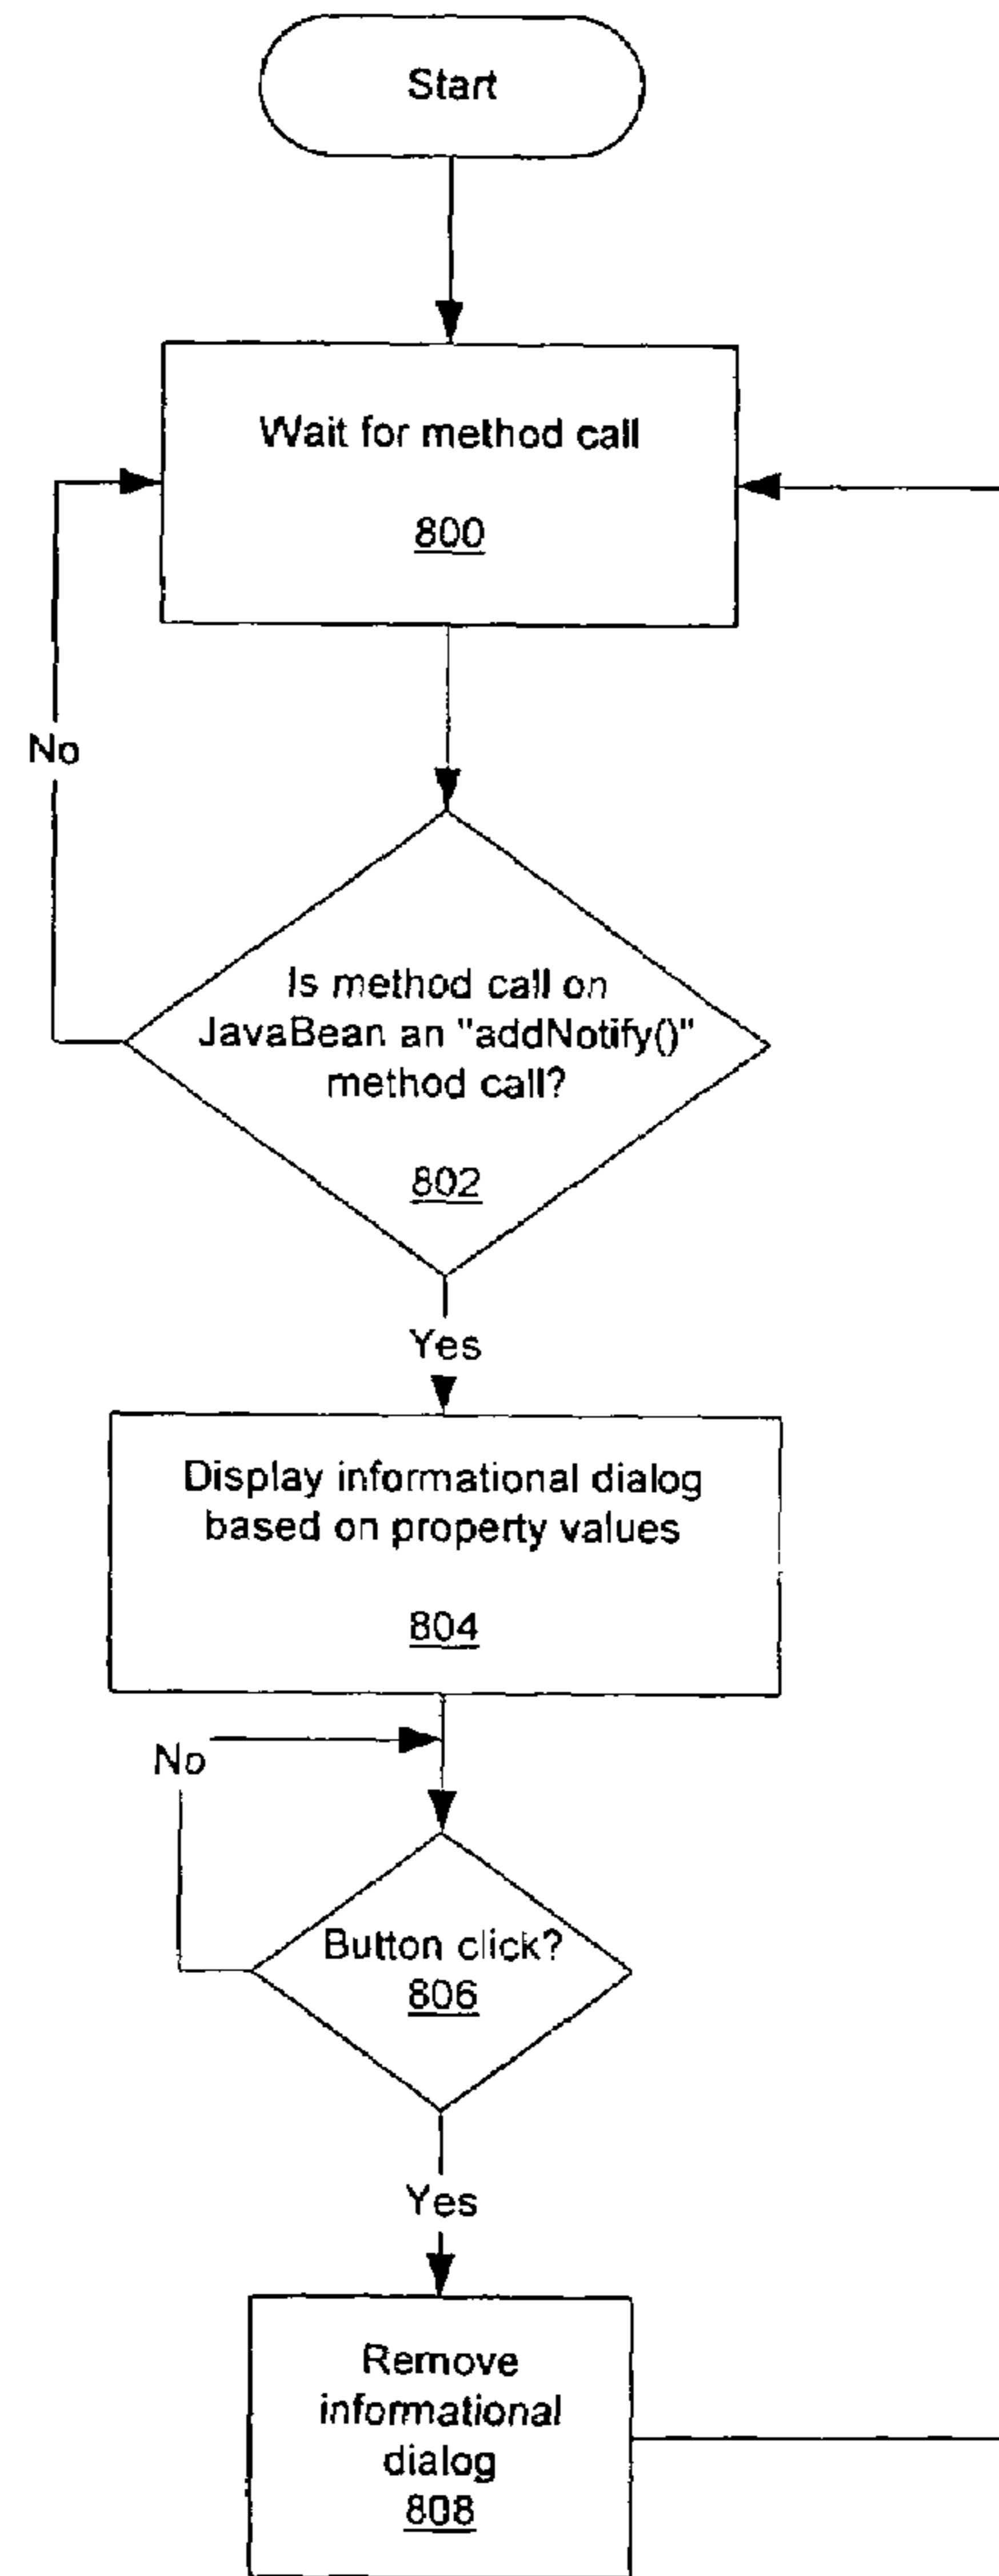 Start
Wait for method call
800
No
Is method call on
JavaBean an "addNotify()"
method call?
802
Yes
Display informational dialog
based on property values
804
No
Button click?
806
Yes
Remove
informational
dialog
808